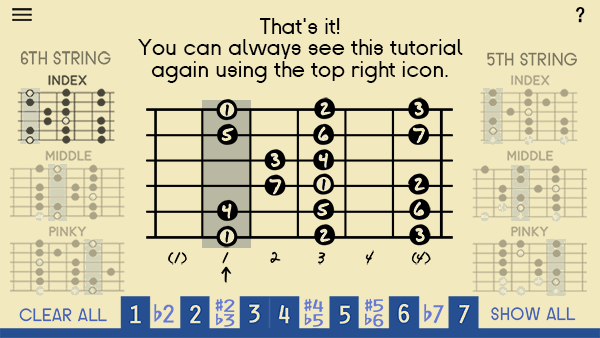 ?
That's it!
You can always see this tutorial
again using the top right icon.
6TH STRING
INDEX
MIDDLE
PINKY
5TH STRING
INDEX
MIDDLE
PINKY
1 2 3
5 6 7
3 4
7 1 2
4 5 6
1 2 3
(1) 1 2 3 4 (4)
CLEAR ALL 1 ♭2 2 #2 ♭3 3 4 #4 ♭5 5 #5 ♭6 6 ♭7 7 SHOW ALL